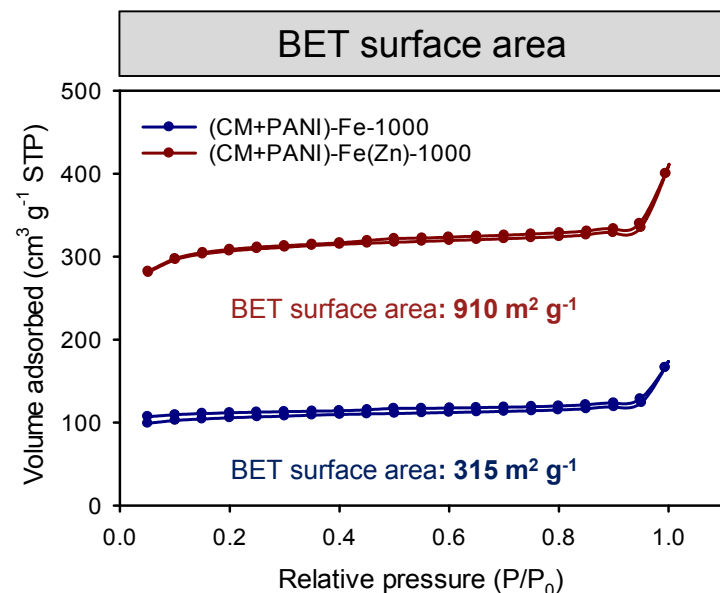 BET surface area
500
(CM+PANI)-Fe-1000
(CM+PANI)-Fe(Zn)-1000
400
300
BET surface area: 910 m² g⁻¹
200
100
BET surface area: 315 m² g⁻¹
0
0.0 0.2 0.4 0.6 0.8 1.0
Volume adsorbed (cm³ g⁻¹ STP)
Relative pressure (P/P₀)